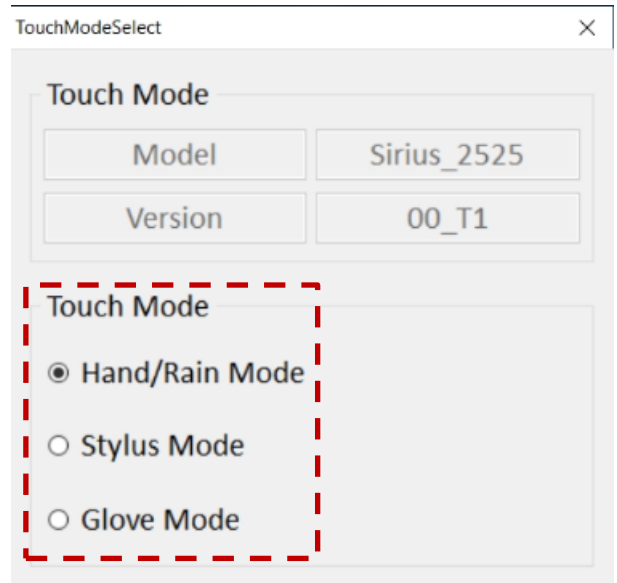 TouchModeSelect
Touch Mode
Model Sirius_2525
Version 00_T1
Touch Mode
Hand/Rain Mode
Stylus Mode
Glove Mode